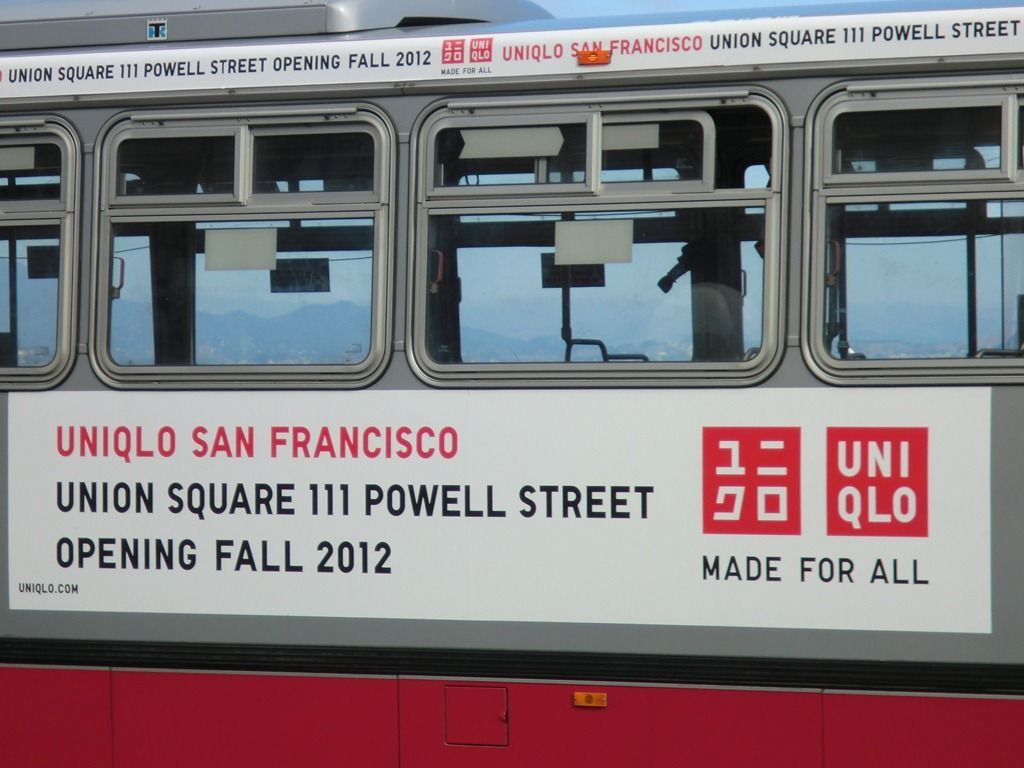 UNION SQUARE 111 POWELL STREET OPENING FALL 2012 ユニクロ UNIQLO MADE FOR ALL UNIQLO SAN FRANCISCO UNION SQUARE 111 POWELL STREET
UNIQLO SAN FRANCISCO
UNION SQUARE 111 POWELL STREET
OPENING FALL 2012
UNIQLO.COM
ユニ
クロ
UNI
QLO
MADE FOR ALL